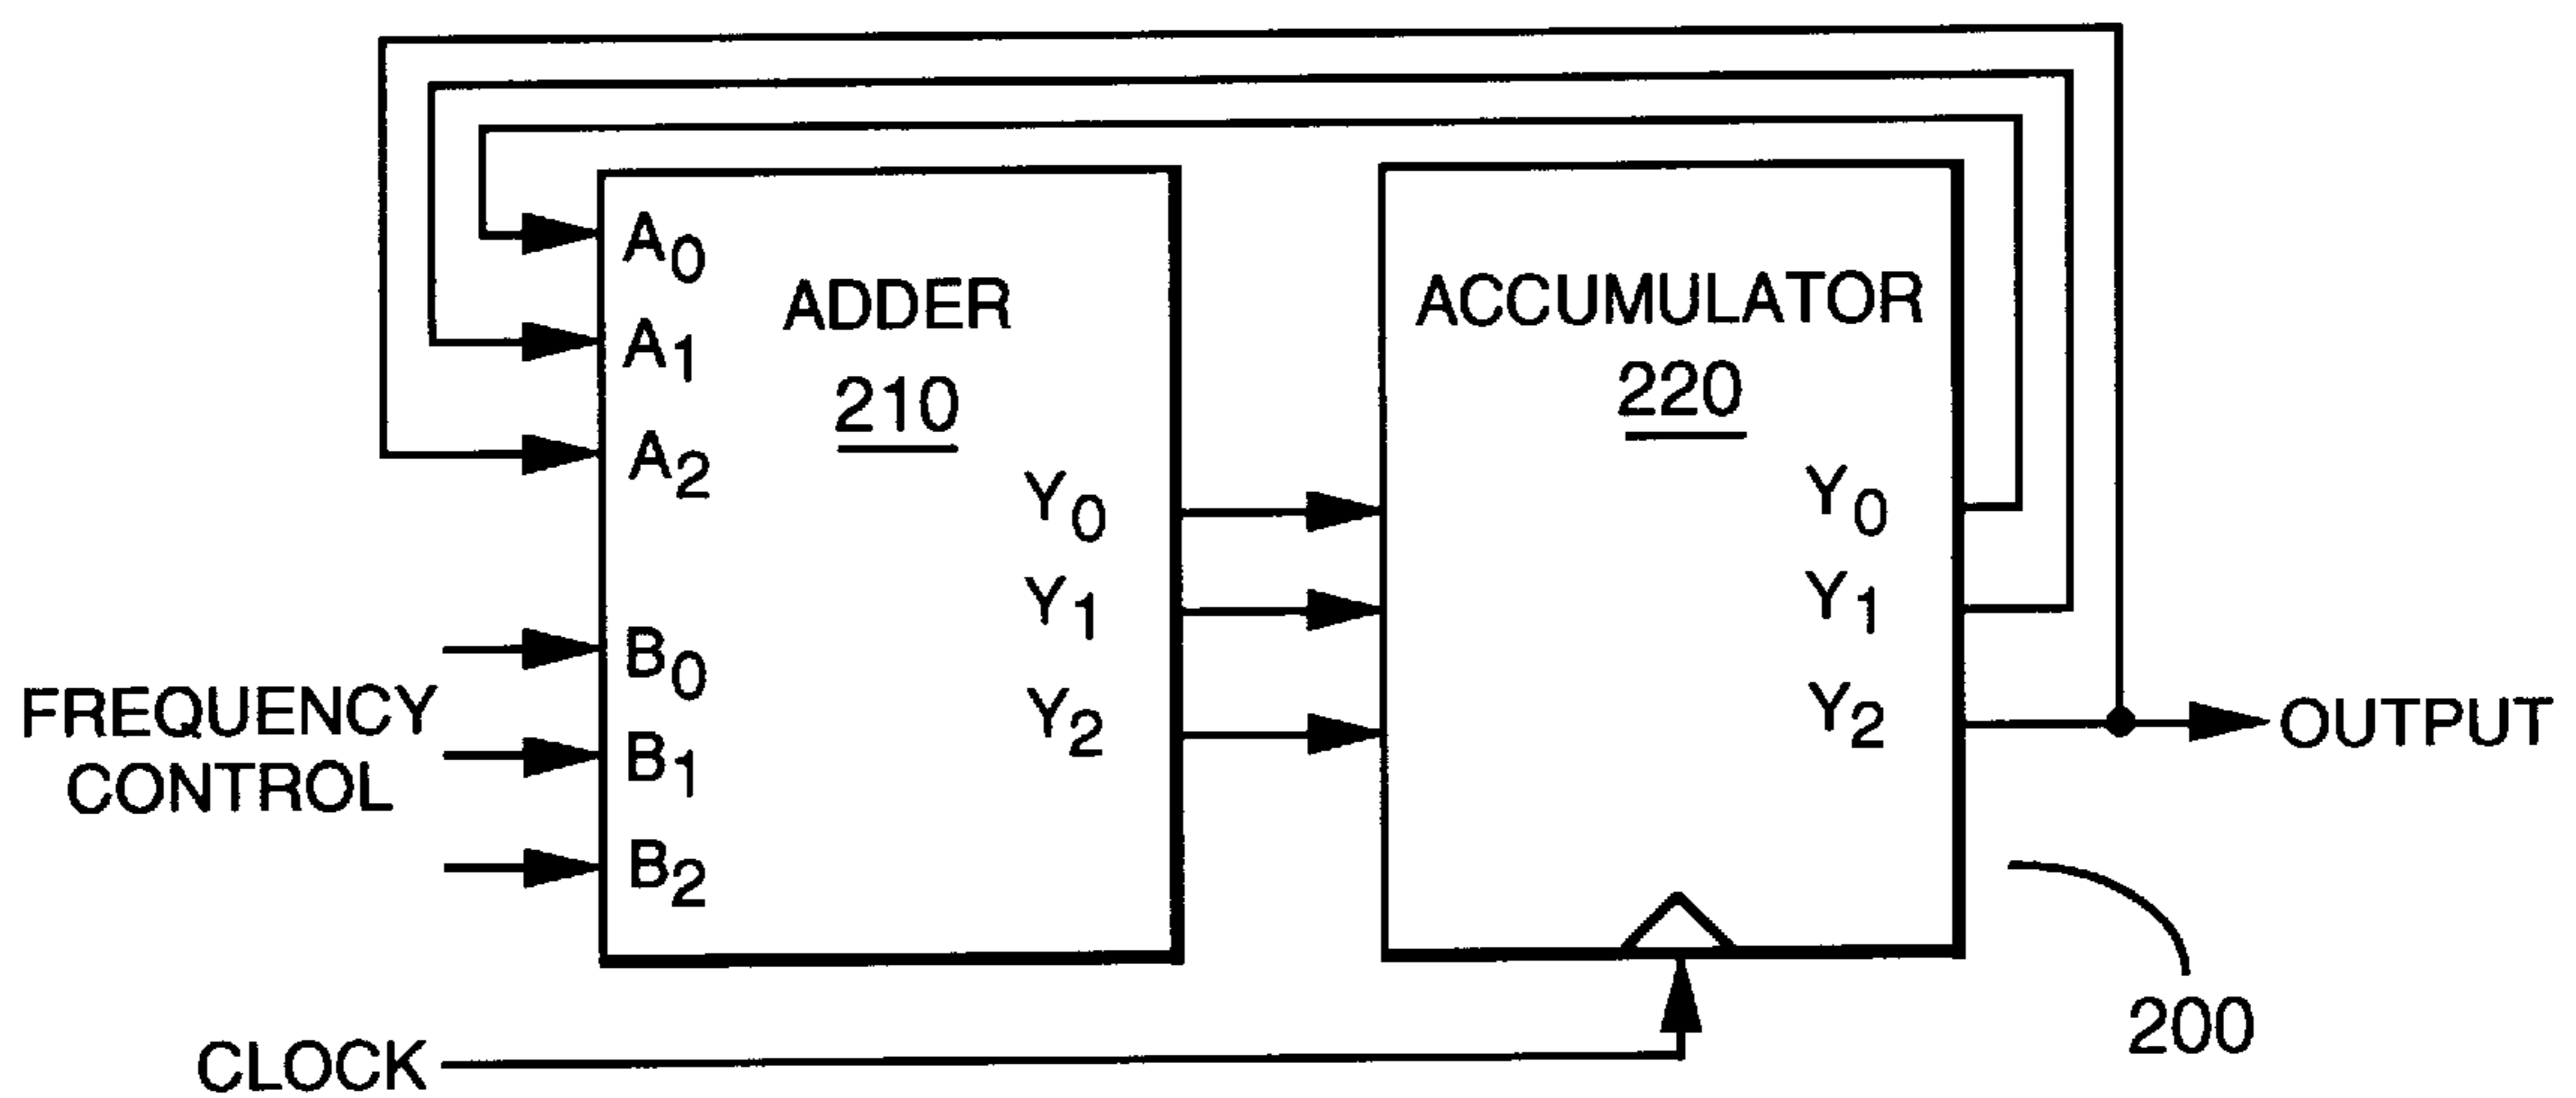 A0
A1
A2
ADDER
210
Y0
Y1
Y2
B0
B1
B2
FREQUENCY
CONTROL
ACCUMULATOR
220
Y0
Y1
Y2
OUTPUT
200
CLOCK